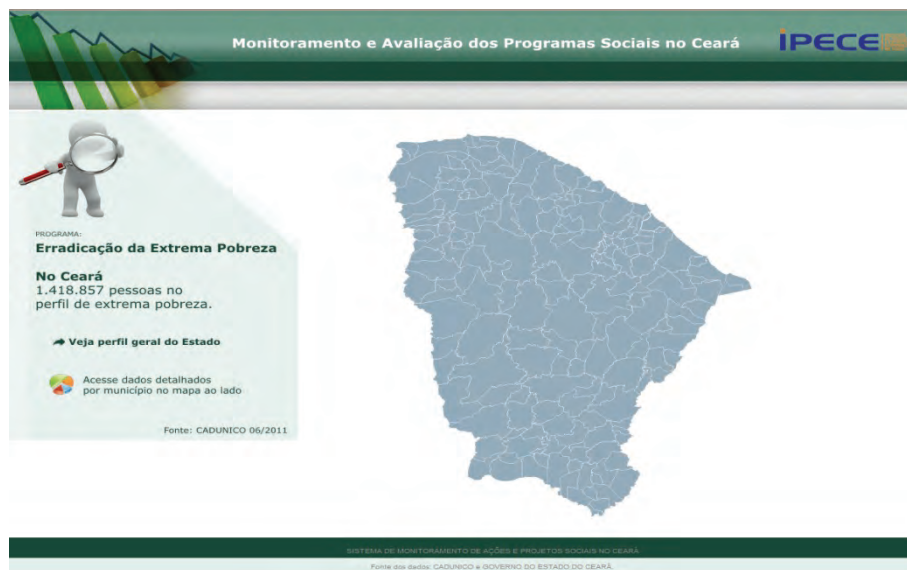 Monitoramento e Avaliação dos Programas Sociais no Ceará
IPECE
PROGRAMA:
Erradicação da Extrema Pobreza
No Ceará
1.418.857 pessoas no
perfil de extrema pobreza.
Veja perfil geral do Estado
Acesse dados detalhados
por município no mapa ao lado
Fonte: CADUNICO 06/2011
SISTEMA DE MONITORAMENTO DE AÇÕES E PROJETOS SOCIAIS NO CEARÁ
Fonte dos dados: CADUNICO e GOVERNO DO ESTADO DO CEARÁ.